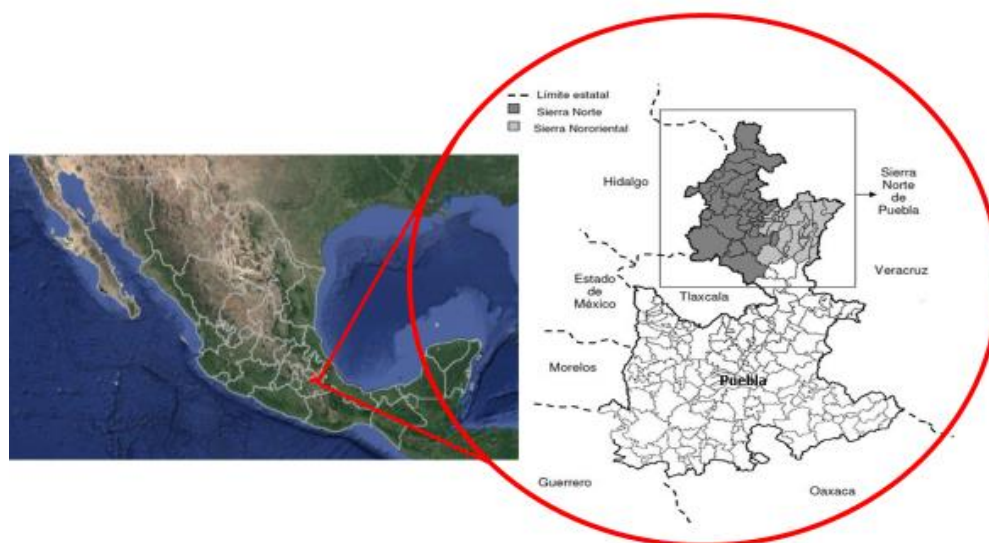 Límite estatal
Sierra Norte
Sierra Nororiental
Hidalgo
Sierra
Norte
de
Puebla
Estado
de
México
Tlaxcala
Veracruz
Morelos
Puebla
Guerrero
Oaxaca